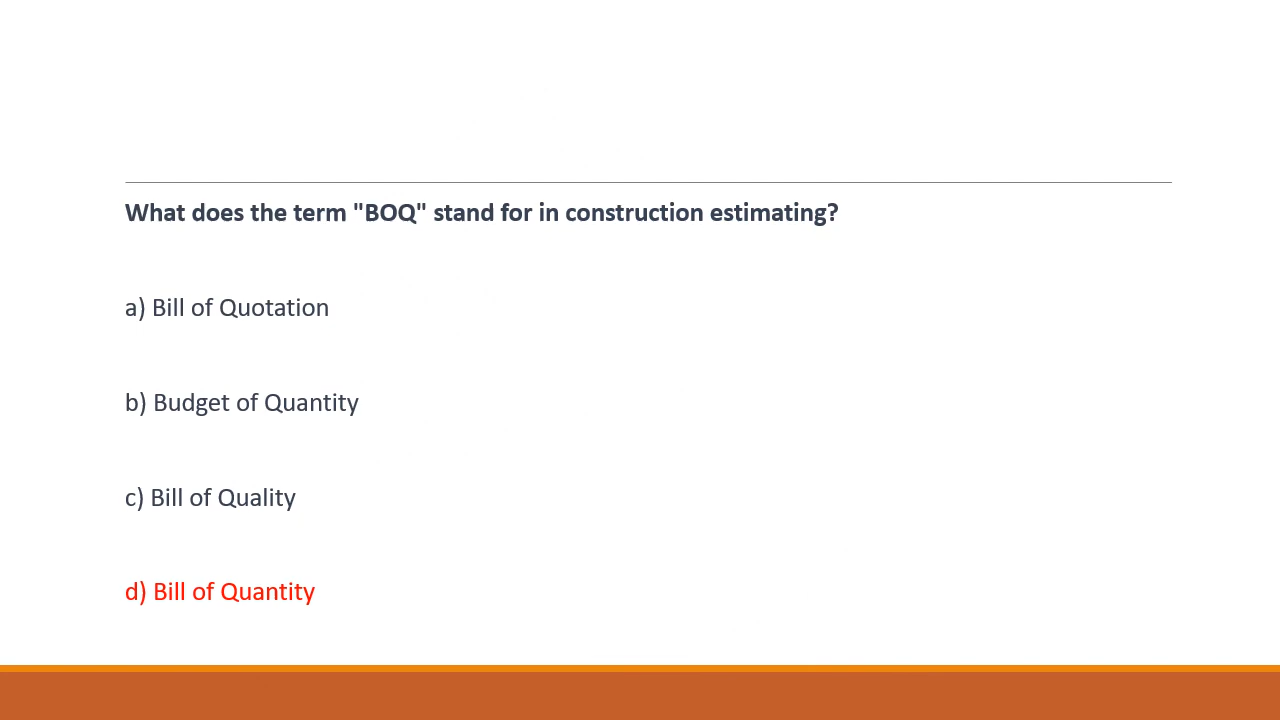 What does the term "BOQ" stand for in construction estimating?
a) Bill of Quotation
b) Budget of Quantity
c) Bill of Quality
d) Bill of Quantity